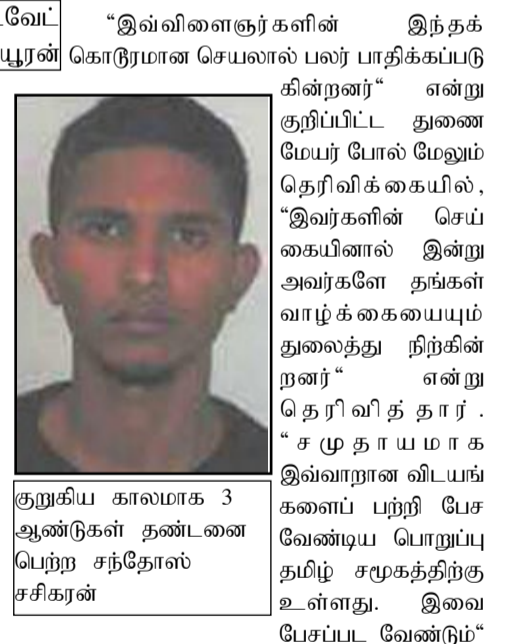 வேட்
யூரன்
“இவ்விளைஞர்களின் இந்தக்
கொடூரமான செயலால் பலர் பாதிக்கப்படு
கின்றனர்“ என்று
குறிப்பிட்ட துணை
மேயர் போல் மேலும்
தெரிவிக்கையில்,
“இவர்களின் செய்
கையினால் இன்று
அவர்களே தங்கள்
வாழ்க்கையையும்
துலைத்து நிற்கின்
றனர்“ என்று
தெரிவித்தார்.
“சமுதாயமாக
இவ்வாறான விடயங்
களைப் பற்றி பேச
வேண்டிய பொறுப்பு
தமிழ் சமூகத்திற்கு
உள்ளது. இவை
பேசப்பட வேண்டும்“
குறுகிய காலமாக 3
ஆண்டுகள் தண்டனை
பெற்ற சந்தோஸ்
சசிகரன்